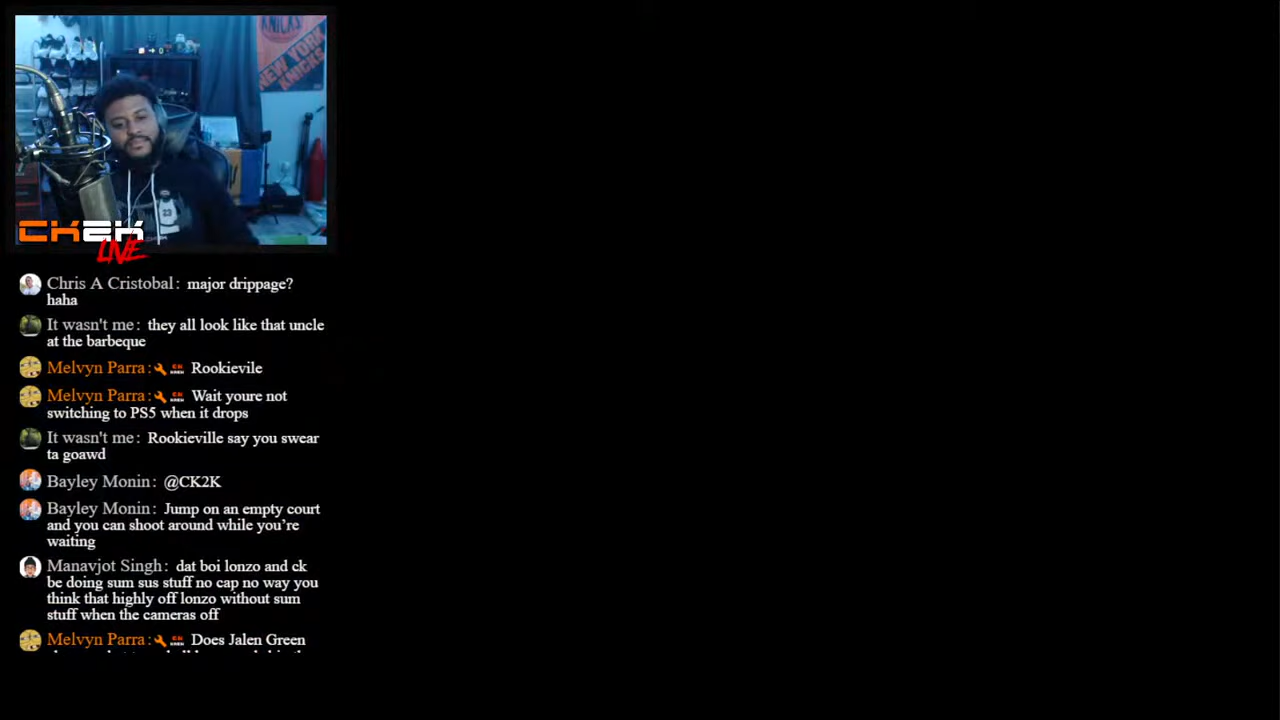 KNICKS
NEW YORK
KNICKS
23
CK2K
LIVE
Chris A Cristobal: major drippage?
haha
It wasn't me: they all look like that uncle
at the barbeque
Melvyn Parra: Rookievile
Melvyn Parra: Wait youre not
switching to PS5 when it drops
It wasn't me: Rookieville say you swear
ta goawd
Bayley Monin: @CK2K
Bayley Monin: Jump on an empty court
and you can shoot around while you’re
waiting
Manavjot Singh: dat boi lonzo and ck
be doing sum sus stuff no cap no way you
think that highly off lonzo without sum
stuff when the cameras off
Melvyn Parra: Does Jalen Green